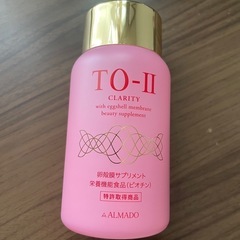 TO-II
CLARITY
with eggshell membrane
beauty supplement
卵殻膜サプリメント
栄養機能食品（ビオチン）
特許取得商品
ALMADO